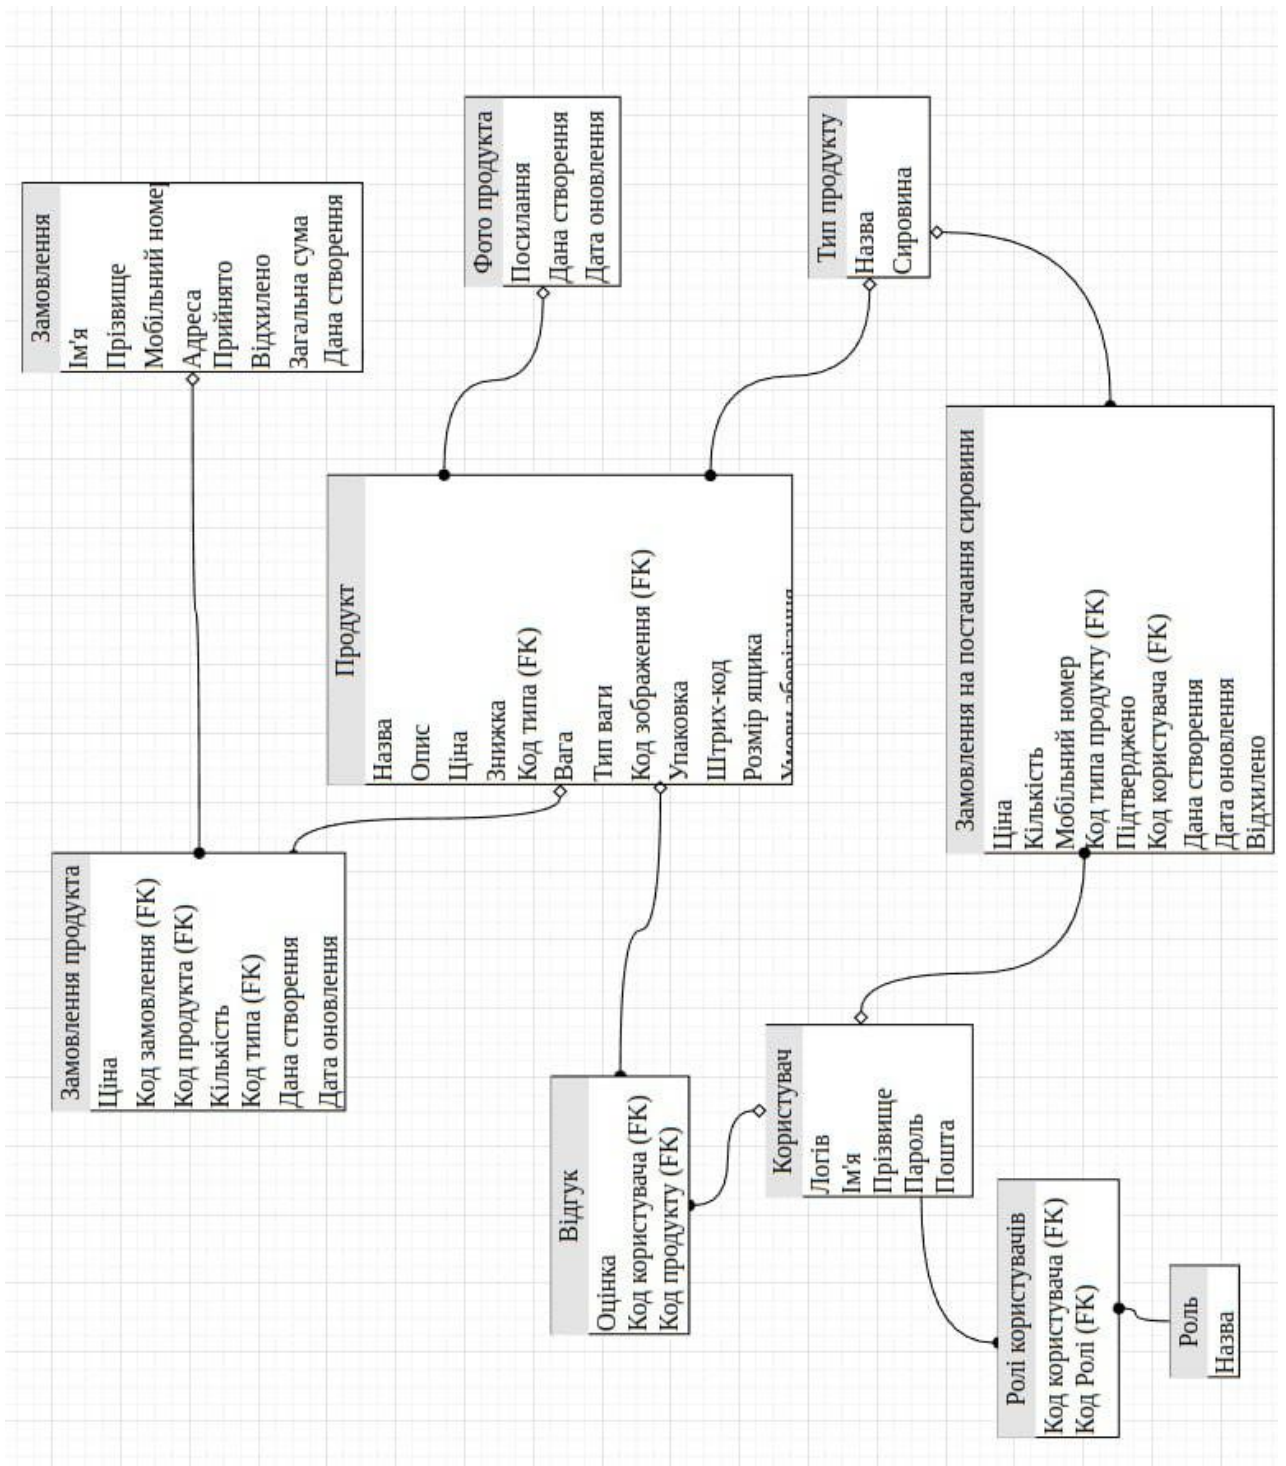 Замовлення
Ім'я
Прізвище
Мобільний номер
Адреса
Прийнято
Відхилено
Загальна сума
Дана створення
Фото продукта
Посилання
Дана створення
Дата оновлення
Тип продукту
Назва
Сировина
Продукт
Назва
Опис
Ціна
Знижка
Код типа (FK)
Вага
Тип ваги
Код зображення (FK)
Упаковка
Штрих-код
Розмір ящика
Умови зберігання
Замовлення на постачання сировини
Ціна
Кількість
Мобільний номер
Код типа продукту (FK)
Підтверджено
Код користувача (FK)
Дана створення
Дата оновлення
Відхилено
Замовлення продукта
Ціна
Код замовлення (FK)
Код продукта (FK)
Кількість
Код типа (FK)
Дана створення
Дата оновлення
Відгук
Оцінка
Код користувача (FK)
Код продукту (FK)
Користувач
Логів
Ім'я
Прізвище
Пароль
Пошта
Ролі користувачів
Код користувача (FK)
Код Ролі (FK)
Роль
Назва